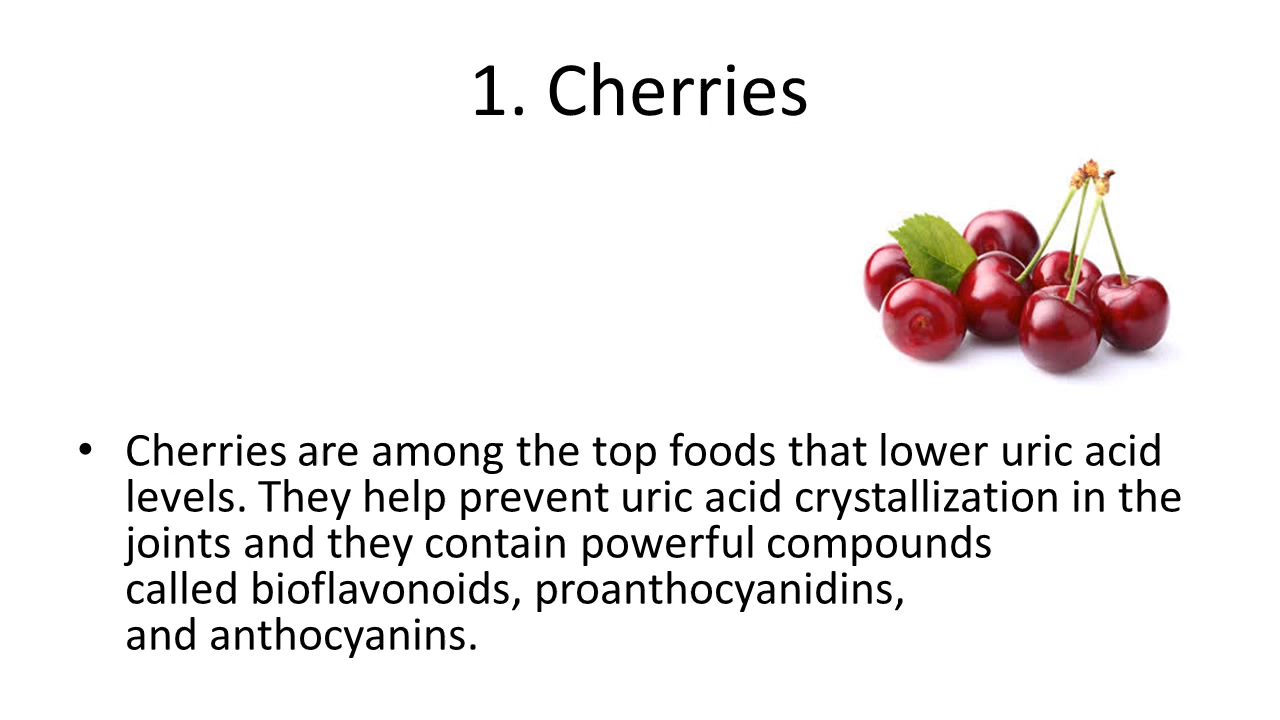 1. Cherries
• Cherries are among the top foods that lower uric acid
levels. They help prevent uric acid crystallization in the
joints and they contain powerful compounds
called bioflavonoids, proanthocyanidins,
and anthocyanins.